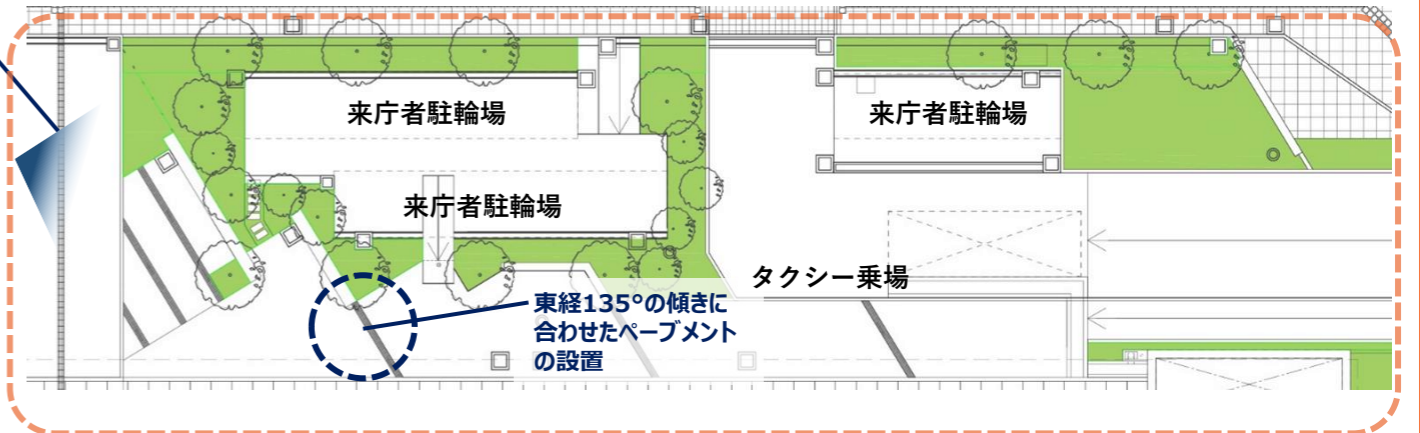 来庁者駐輪場
来庁者駐輪場
来庁者駐輪場
タクシー乗場
東経135°の傾きに
合わせたペーブメント
の設置